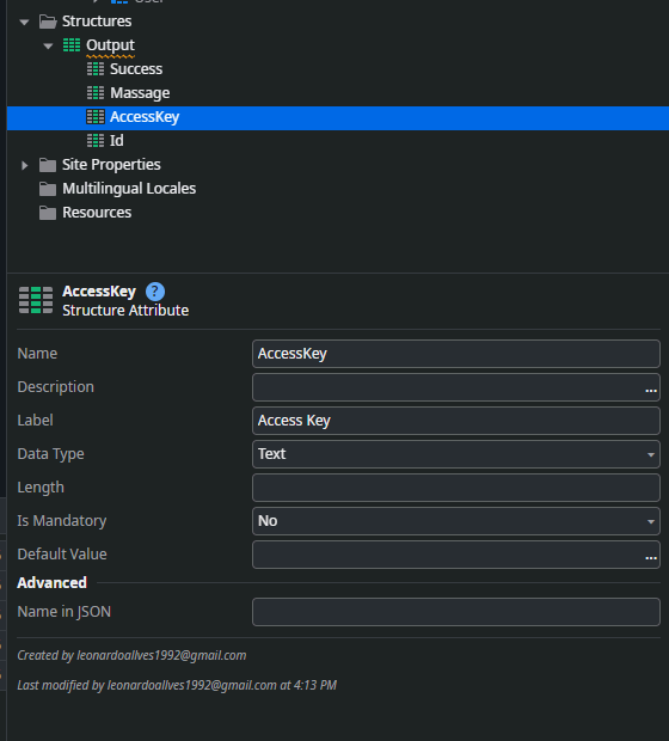 User
Structures
Output
Success
Massage
AccessKey
Id
Site Properties
Multilingual Locales
Resources
AccessKey ?
Structure Attribute
Name AccessKey
Description ...
Label Access Key
Data Type Text
Length
Is Mandatory No
Default Value ...
Advanced
Name in JSON
Created by leonardoallves1992@gmail.com
Last modified by leonardoallves1992@gmail.com at 4:13 PM